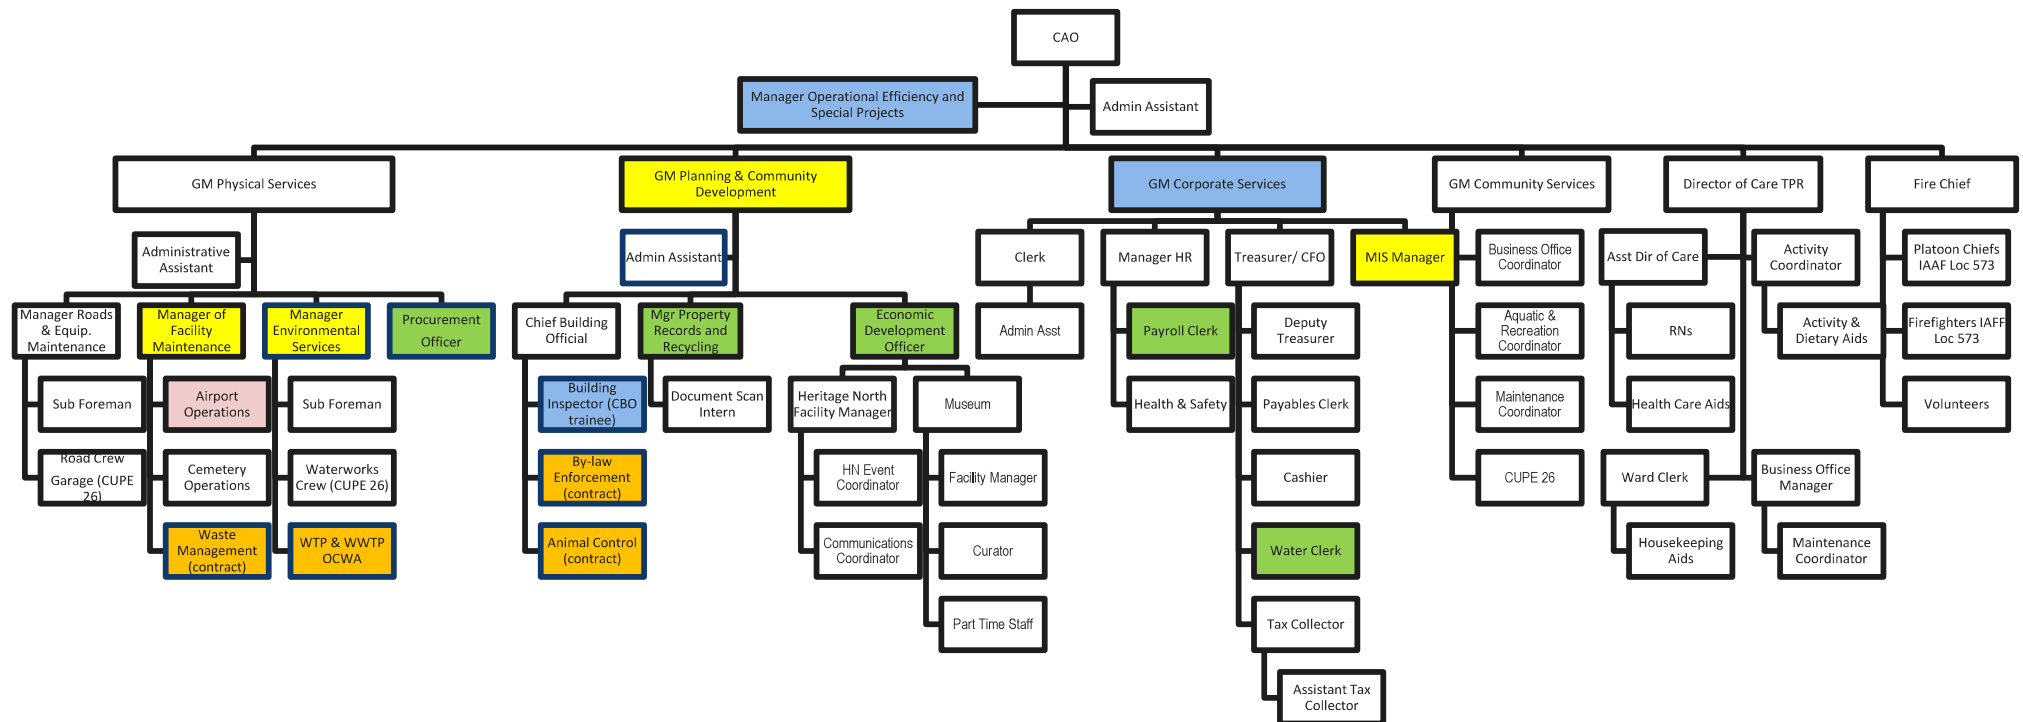 CAO
Manager Operational Efficiency and
Special Projects
Admin Assistant
GM Physical Services
GM Planning & Community
Development
GM Corporate Services
GM Community Services
Director of Care TPR
Fire Chief
Administrative
Assistant
Admin Assistant
Clerk
Manager HR
Treasurer/ CFO
MIS Manager
Business Office
Coordinator
Asst Dir of Care
Activity
Coordinator
Platoon Chiefs
IAAF Loc 573
Manager Roads
& Equip.
Maintenance
Manager of
Facility
Maintenance
Manager
Environmental
Services
Procurement
Officer
Chief Building
Official
Mgr Property
Records and
Recycling
Economic
Development
Officer
Admin Asst
Payroll Clerk
Deputy
Treasurer
Aquatic &
Recreation
Coordinator
RNs
Activity &
Dietary Aids
Firefighters IAFF
Loc 573
Sub Foreman
Airport
Operations
Sub Foreman
Building
Inspector (CBO
trainee)
Document Scan
Intern
Heritage North
Facility Manager
Museum
Health & Safety
Payables Clerk
Maintenance
Coordinator
Health Care Aids
Volunteers
Road Crew
Garage (CUPE
26)
Cemetery
Operations
Waterworks
Crew (CUPE 26)
By-law
Enforcement
(contract)
HN Event
Coordinator
Facility Manager
Cashier
CUPE 26
Ward Clerk
Business Office
Manager
Waste
Management
(contract)
WTP & WWTP
OCWA
Animal Control
(contract)
Communications
Coordinator
Curator
Water Clerk
Housekeeping
Aids
Maintenance
Coordinator
Part Time Staff
Tax Collector
Assistant Tax
Collector